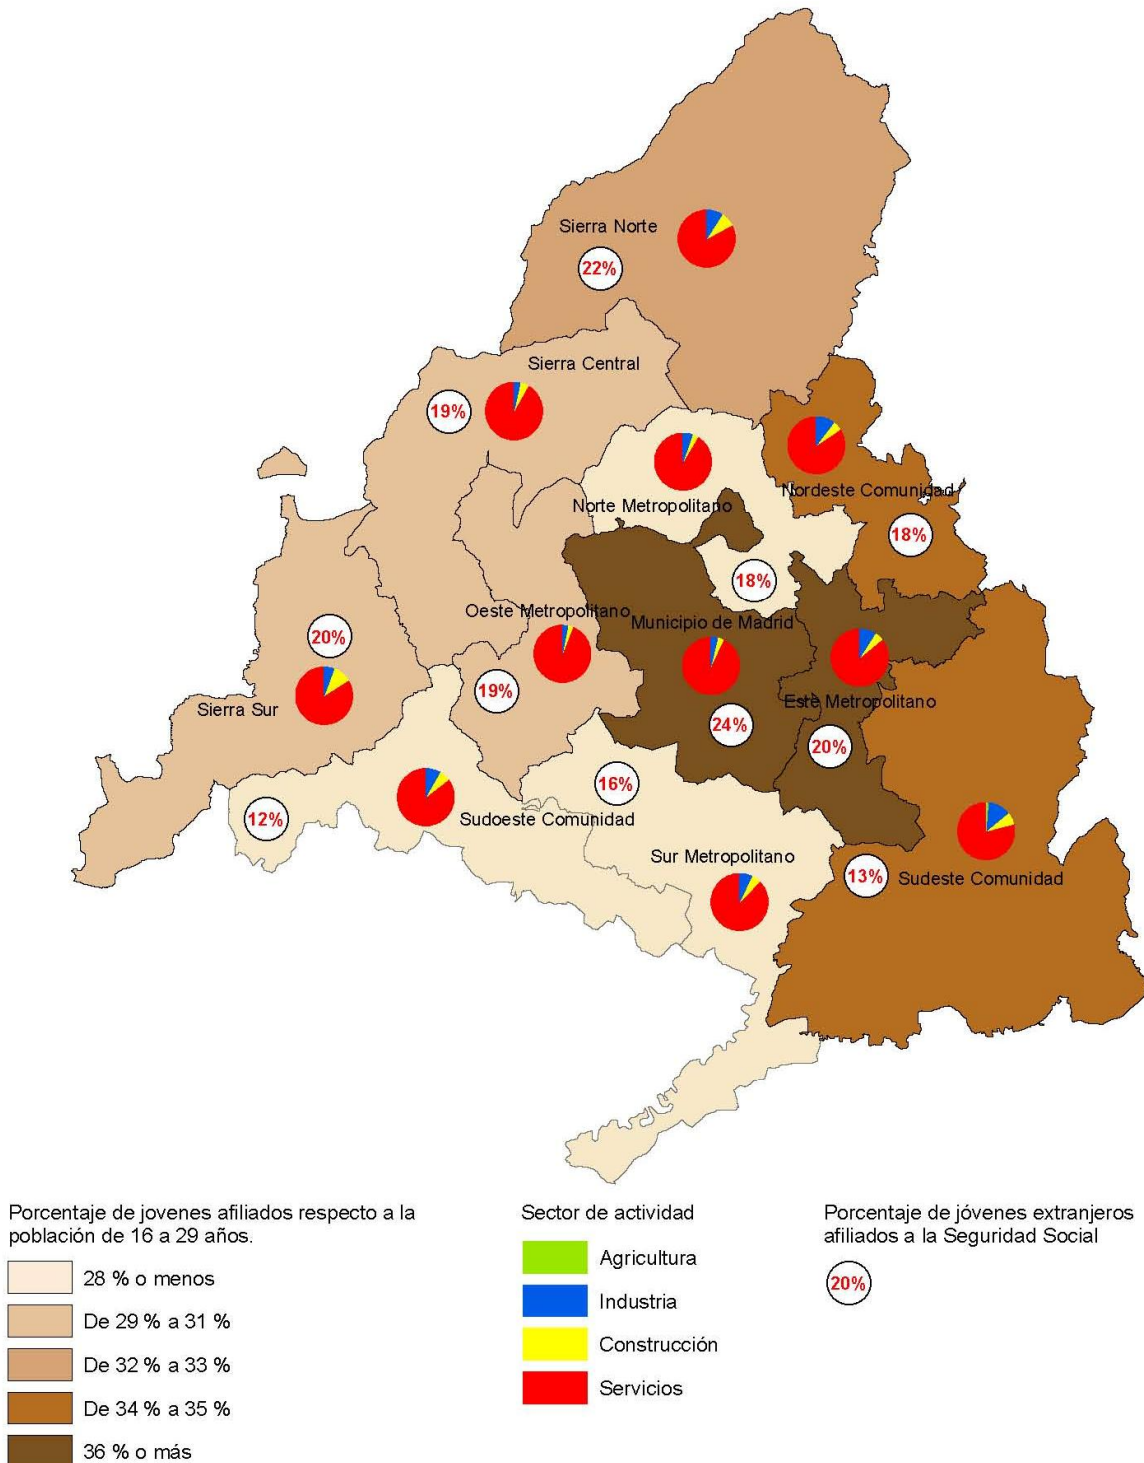 Sierra Norte
22%
Sierra Central
19%
Nordeste Comunidad
Norte Metropolitano
18%
18%
Oeste Metropolitano
Municipio de Madrid
20%
19%
Sierra Sur
Este Metropolitano
24%
20%
16%
12%
Sudoeste Comunidad
Sur Metropolitano
13%
Sudeste Comunidad
Porcentaje de jovenes afiliados respecto a la
población de 16 a 29 años.
28 % o menos
De 29 % a 31 %
De 32 % a 33 %
De 34 % a 35 %
36 % o más
Sector de actividad
Agricultura
Industria
Construcción
Servicios
Porcentaje de jóvenes extranjeros
afiliados a la Seguridad Social
20%